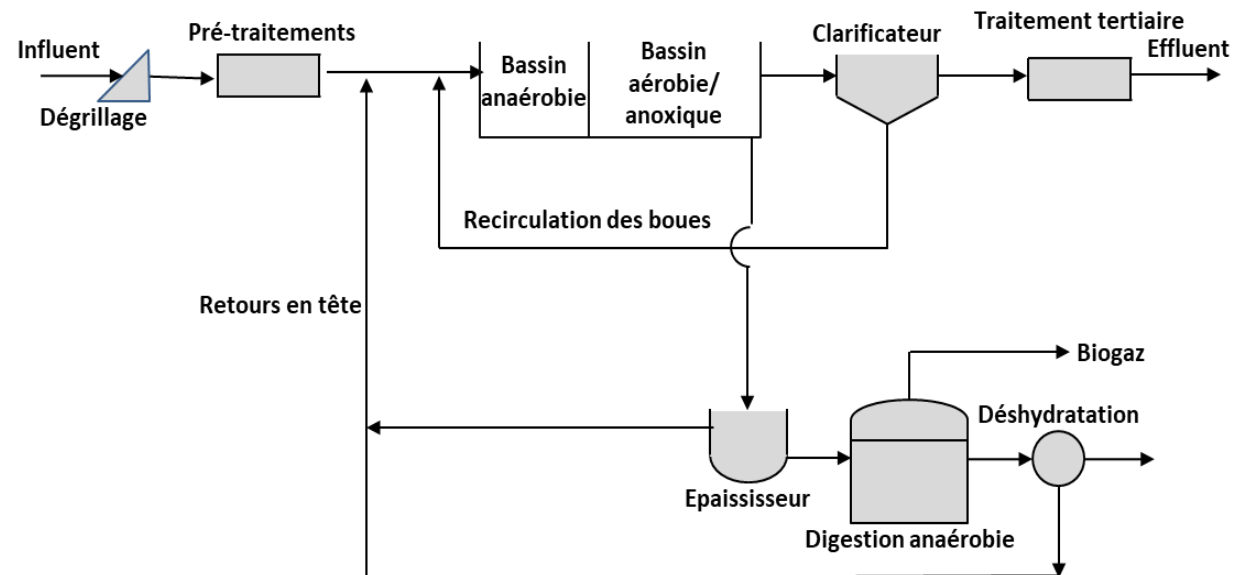 Influent
Dégrillage
Pré-traitements
Bassin
anaérobie
Bassin
aérobie/
anoxique
Clarificateur
Traitement tertiaire
Effluent
Recirculation des boues
Retours en tête
Biogaz
Déshydratation
Epaississeur
Digestion anaérobie